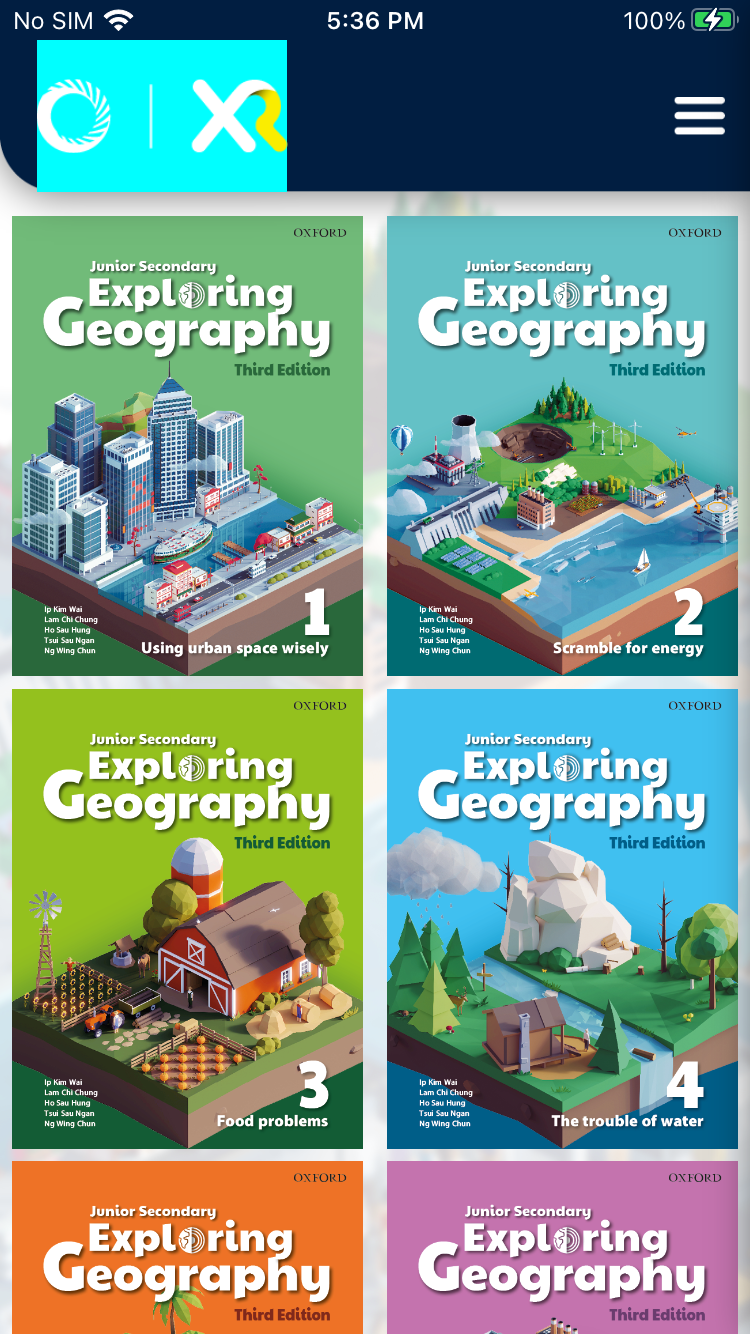 No SIM 5:36 PM 100%
XR
OXFORD
Junior Secondary
Exploring
Geography
Third Edition
Ip Kim Wai
Lam Chi Chung
Ho Sau Hung
Tsui Sau Ngan
Ng Wing Chun
1
Using urban space wisely
OXFORD
Junior Secondary
Exploring
Geography
Third Edition
Ip Kim Wai
Lam Chi Chung
Ho Sau Hung
Tsui Sau Ngan
Ng Wing Chun
2
Scramble for energy
OXFORD
Junior Secondary
Exploring
Geography
Third Edition
Ip Kim Wai
Lam Chi Chung
Ho Sau Hung
Tsui Sau Ngan
Ng Wing Chun
3
Food problems
OXFORD
Junior Secondary
Exploring
Geography
Third Edition
Ip Kim Wai
Lam Chi Chung
Ho Sau Hung
Tsui Sau Ngan
Ng Wing Chun
4
The trouble of water
OXFORD
Junior Secondary
Exploring
Geography
Third Edition
OXFORD
Junior Secondary
Exploring
Geography
Third Edition